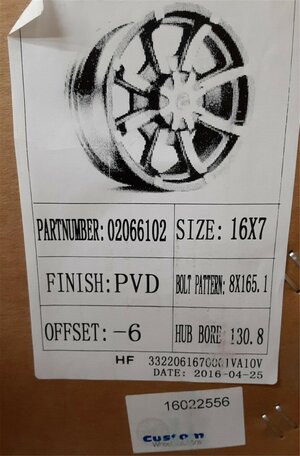 PARTNUMBER: 02066102
SIZE: 16X7
FINISH: PVD
BOLT PATTERN: 8X165.1
OFFSET: -6
HUB BORE: 130.8
HF
DATE: 2016-04-25
16022556
Custom